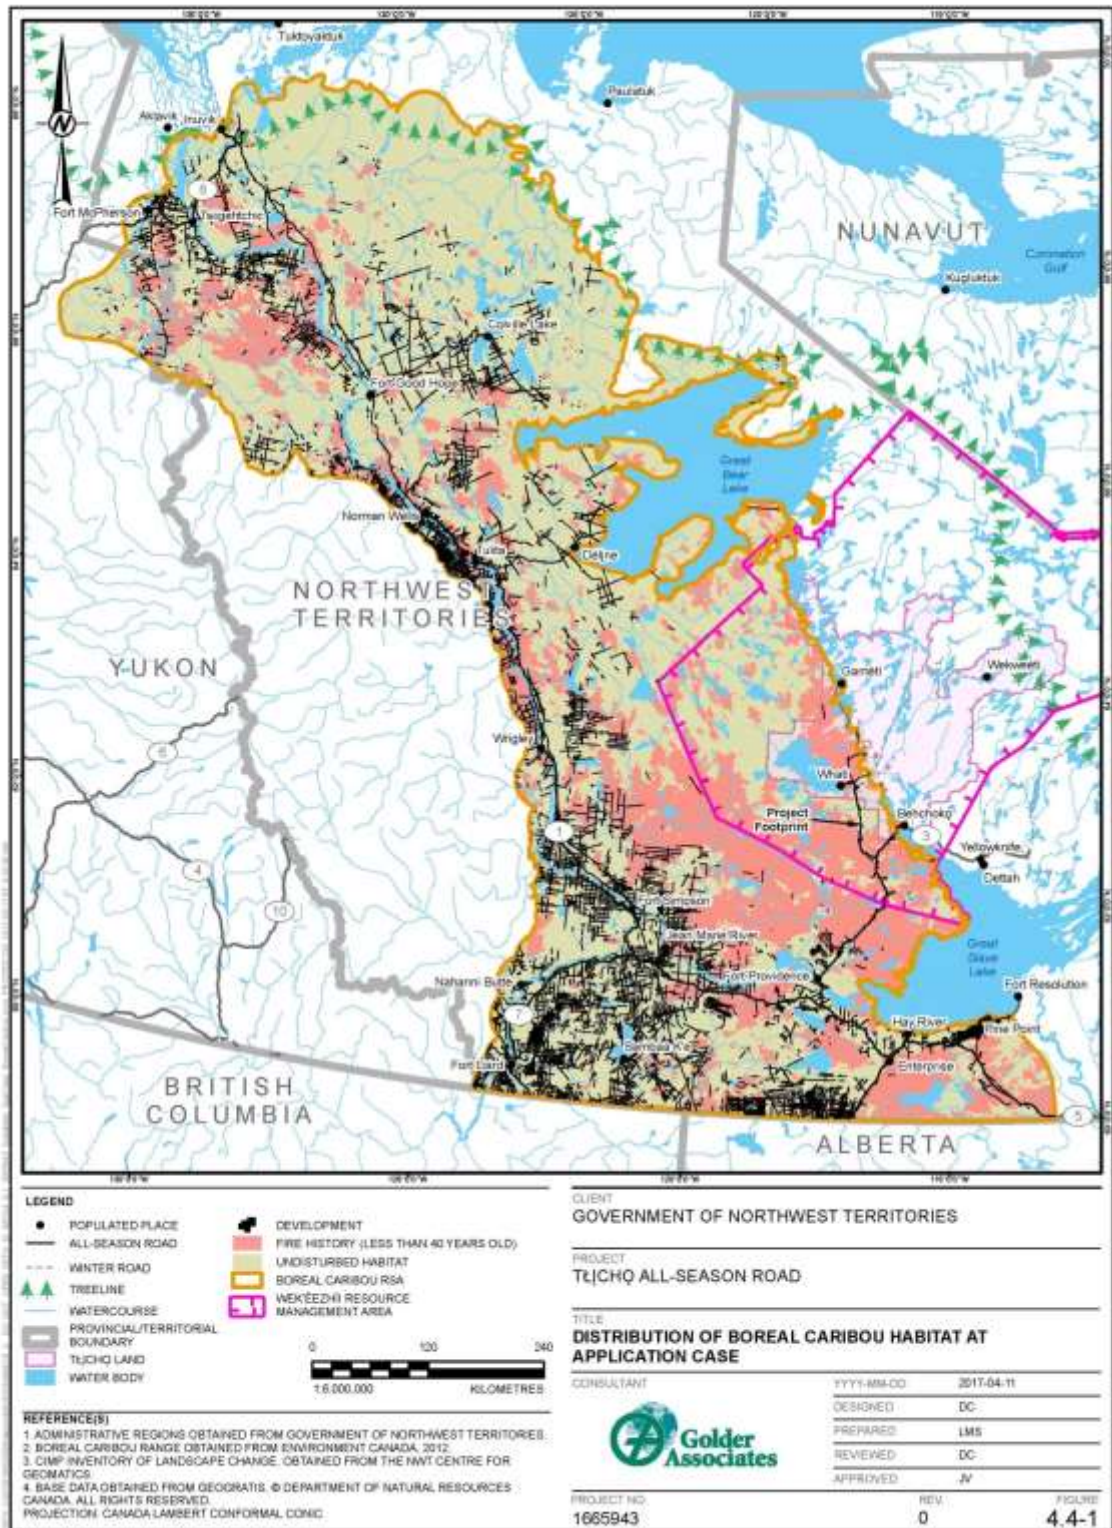 Tuktoyaktuk
Paulatuk
Aklavik
Inuvik
Fort McPherson
8
Tsiigehtchic
NUNAVUT
Coronation
Gulf
Kugluktuk
Colville Lake
Fort Good Hope
Great
Bear
Lake
Norman Wells
Tulita
Déline
NORTHWEST
TERRITORIES
YUKON
Gamètì
Wekweètì
Wrigley
6
Whatì
Project
Footprint
Behchokǫ̀
3
1
Yellowknife
Dettah
4
10
Fort Simpson
Jean Marie River
Great
Slave
Lake
Nahanni Butte
Fort Providence
Fort Resolution
7
Hay River
Pine Point
Sambaa K'e
Fort Liard
Enterprise
BRITISH
COLUMBIA
5
ALBERTA
LEGEND
POPULATED PLACE
ALL-SEASON ROAD
WINTER ROAD
TREELINE
WATERCOURSE
PROVINCIAL/TERRITORIAL
BOUNDARY
TŁĮCHǪ LAND
WATER BODY
DEVELOPMENT
FIRE HISTORY (LESS THAN 40 YEARS OLD)
UNDISTURBED HABITAT
BOREAL CARIBOU RSA
WEK'ÈEZHÌI RESOURCE
MANAGEMENT AREA
0 120 240
1:6,000,000 KILOMETRES
REFERENCE(S)
1. ADMINISTRATIVE REGIONS OBTAINED FROM GOVERNMENT OF NORTHWEST TERRITORIES.
2. BOREAL CARIBOU RANGE OBTAINED FROM ENVIRONMENT CANADA, 2012.
3. CIMP INVENTORY OF LANDSCAPE CHANGE. OBTAINED FROM THE NWT CENTRE FOR
GEOMATICS
4. BASE DATA OBTAINED FROM GEOGRATIS. © DEPARTMENT OF NATURAL RESOURCES
CANADA. ALL RIGHTS RESERVED.
PROJECTION: CANADA LAMBERT CONFORMAL CONIC
CLIENT
GOVERNMENT OF NORTHWEST TERRITORIES
PROJECT
TŁĮCHǪ ALL-SEASON ROAD
TITLE
DISTRIBUTION OF BOREAL CARIBOU HABITAT AT
APPLICATION CASE
CONSULTANT
Golder
Associates
YYYY-MM-DD 2017-04-11
DESIGNED DC
PREPARED LMS
REVIEWED DC
APPROVED JV
PROJECT NO. 1665943
REV. 0
FIGURE 4.4-1